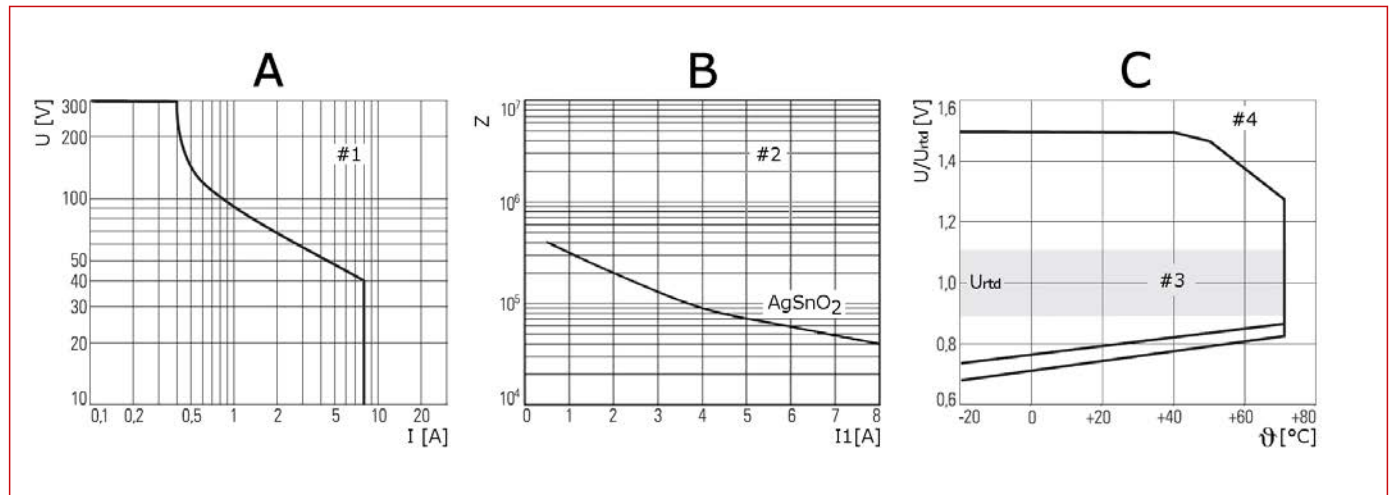 A
B
C
U [V]
300
200
100
50
40
30
20
10
#1
0,1 0,2 0,5 1 2 5 10 20
I [A]
Z
10⁷
10⁶
10⁵
10⁴
#2
AgSnO₂
0 1 2 3 4 5 6 7 8
I1[A]
U/Urtd [V]
1,6
1,4
1,2
1,0
0,8
0,6
#4
Urtd
#3
-20 0 +20 +40 +60 +80
ϑ [°C]